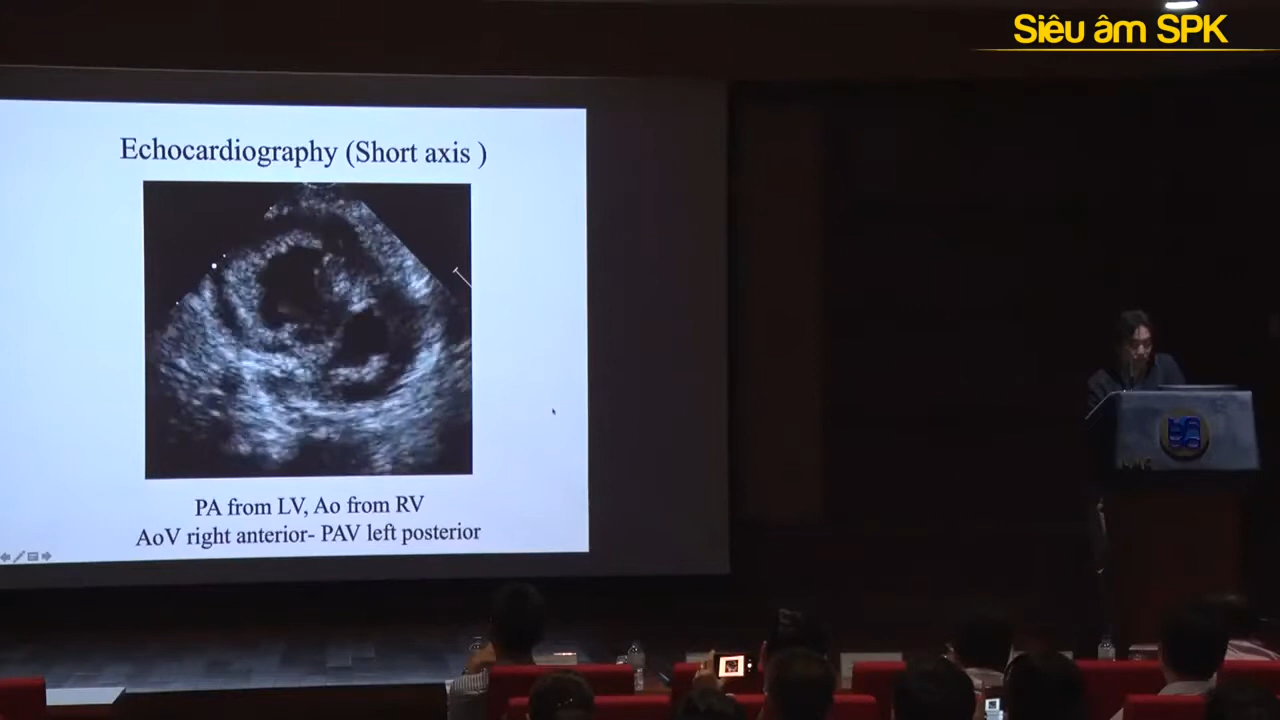 Siêu âm SPK
Echocardiography (Short axis )
PA from LV, Ao from RV
AoV right anterior- PAV left posterior